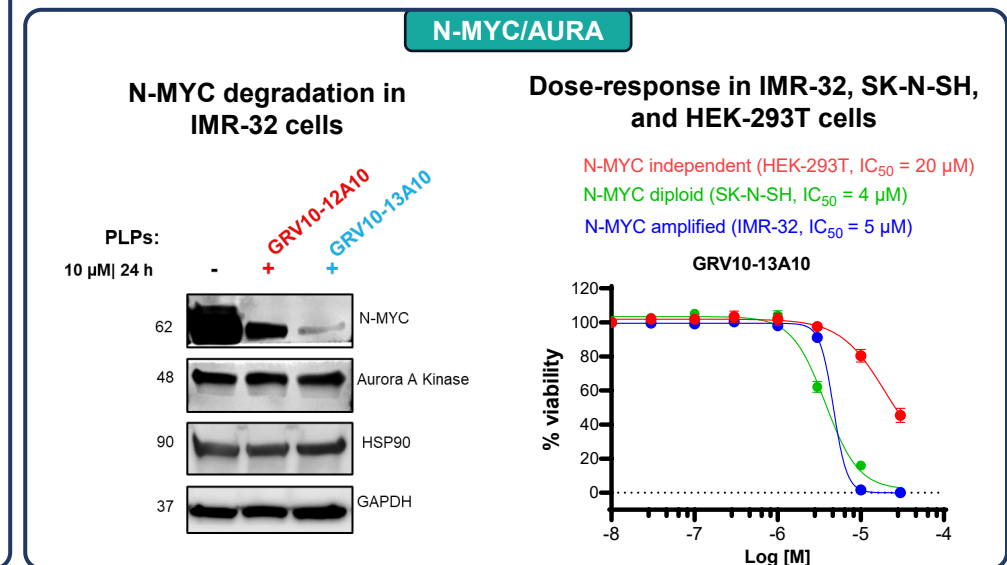 N-MYC/AURA
N-MYC degradation in
IMR-32 cells
PLPs:
GRV10-12A10
GRV10-13A10
10 µM| 24 h - + +
62 N-MYC
48 Aurora A Kinase
90 HSP90
37 GAPDH
Dose-response in IMR-32, SK-N-SH,
and HEK-293T cells
N-MYC independent (HEK-293T, IC50 = 20 µM)
N-MYC diploid (SK-N-SH, IC50 = 4 µM)
N-MYC amplified (IMR-32, IC50 = 5 µM)
GRV10-13A10
% viability
120
100
80
60
40
20
0
-8 -7 -6 -5 -4
Log [M]